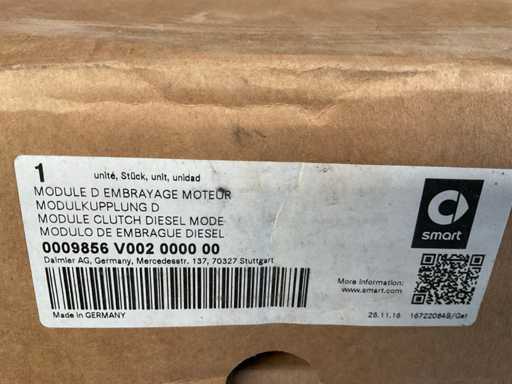 1 unité, Stück, unit, unidad
MODULE D EMBRAYAGE MOTEUR
MODULKUPPLUNG D
MODULE CLUTCH DIESEL MODE
MODULO DE EMBRAGUE DIESEL
0009856 V002 0000 00
Daimler AG, Germany, Mercedesstr. 137, 70327 Stuttgart
Made in GERMANY
smart
More information:
www.smart.com
26.11.16 16722084B/Gat